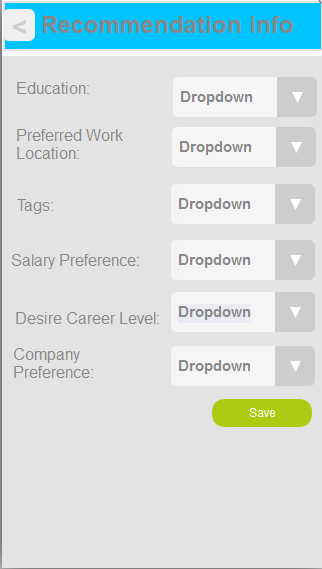 < Recommendation Info
Education:
Dropdown ▼
Preferred Work
Location:
Dropdown ▼
Tags:
Dropdown ▼
Salary Preference:
Dropdown ▼
Desire Career Level:
Dropdown ▼
Company
Preference:
Dropdown ▼
Save